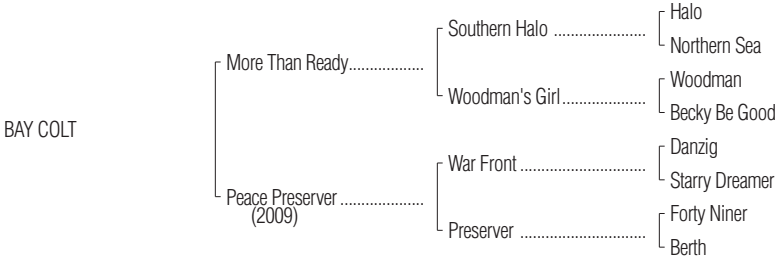 Halo
Southern Halo ......................
Northern Sea
More Than Ready..................
Woodman
Woodman's Girl....................
Becky Be Good
BAY COLT
Danzig
War Front ..............................
Starry Dreamer
Peace Preserver ....................
(2009)
Forty Niner
Preserver ..............................
Berth